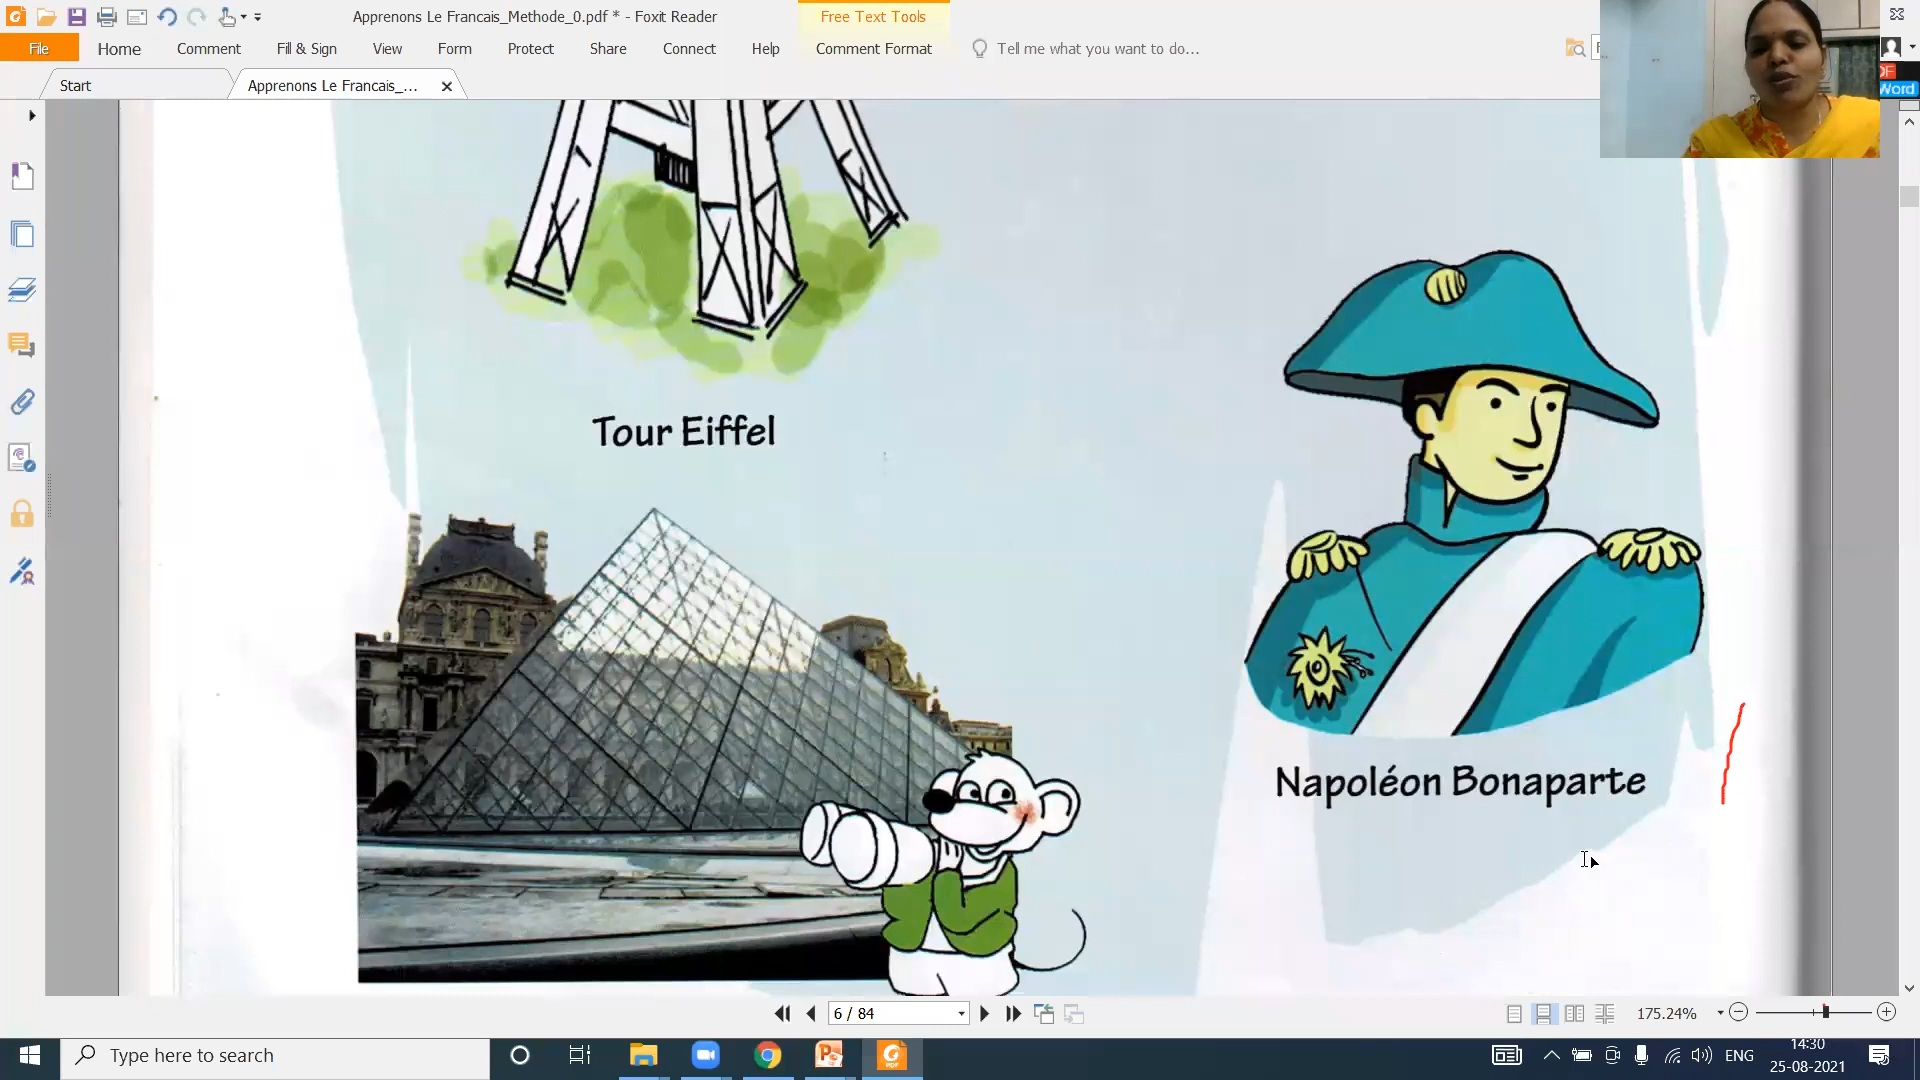 Apprenons Le Francais_Methode_0.pdf * - Foxit Reader
Free Text Tools
File Home Comment Fill & Sign View Form Protect Share Connect Help Comment Format Tell me what you want to do...
Start Apprenons Le Francais_...
Word
Tour Eiffel
Napoléon Bonaparte
6 / 84
175.24%
Type here to search
ENG
14:30
25-08-2021